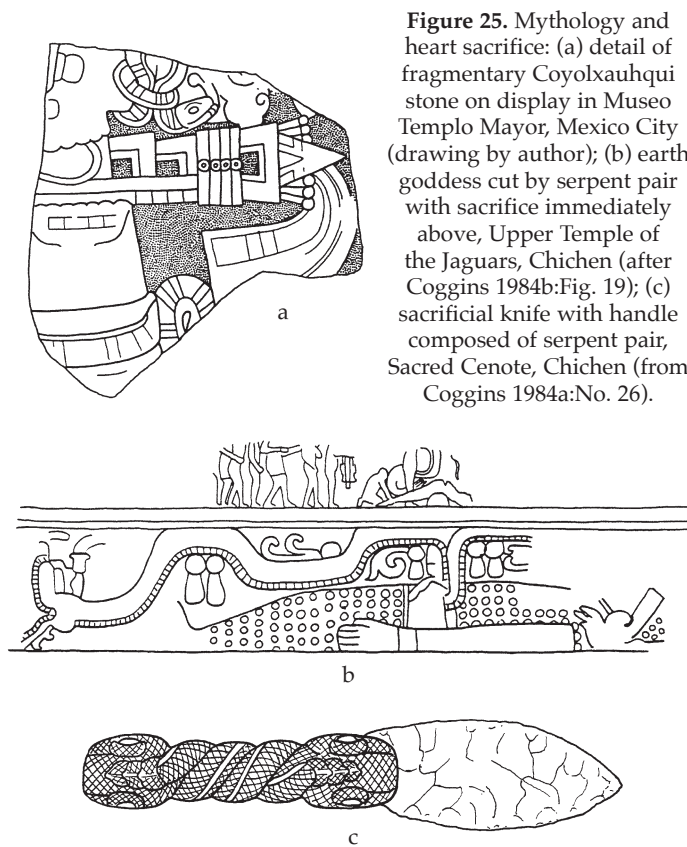 Figure 25. Mythology and
heart sacrifice: (a) detail of
fragmentary Coyolxauhqui
stone on display in Museo
Templo Mayor, Mexico City
(drawing by author); (b) earth
goddess cut by serpent pair
with sacrifice immediately
above, Upper Temple of
the Jaguars, Chichen (after
Coggins 1984b:Fig. 19); (c)
sacrificial knife with handle
composed of serpent pair,
Sacred Cenote, Chichen (from
Coggins 1984a:No. 26).
a
b
c